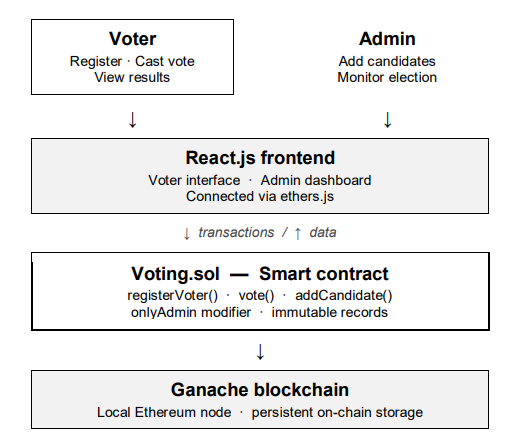 Voter
Register · Cast vote
View results
Admin
Add candidates
Monitor election
↓
↓
React.js frontend
Voter interface · Admin dashboard
Connected via ethers.js
↓ transactions / ↑ data
Voting.sol — Smart contract
registerVoter() · vote() · addCandidate()
onlyAdmin modifier · immutable records
↓
Ganache blockchain
Local Ethereum node · persistent on-chain storage